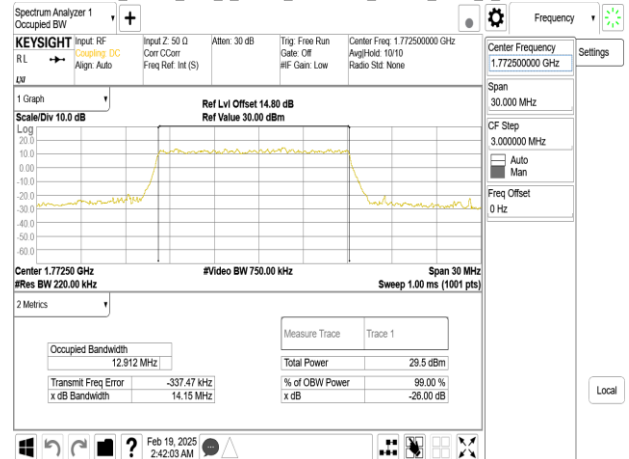 Spectrum Analyzer 1
Occupied BW
Frequency
KEYSIGHT
RL
LXI
Input: RF
Coupling: DC
Align: Auto
Input Z: 50 Ω
Corr CCorr
Freq Ref: Int (S)
Atten: 30 dB
Trig: Free Run
Gate: Off
#IF Gain: Low
Center Freq: 1.772500000 GHz
Avg|Hold: 10/10
Radio Std: None
Center Frequency
1.772500000 GHz
Settings
Span
30.000 MHz
CF Step
3.000000 MHz
Auto
Man
Freq Offset
0 Hz
Local
1 Graph
Scale/Div 10.0 dB
Ref Lvl Offset 14.80 dB
Ref Value 30.00 dBm
Log
20.0
10.0
0.00
-10.0
-20.0
-30.0
-40.0
-50.0
-60.0
Center 1.77250 GHz
#Video BW 750.00 kHz
Span 30 MHz
#Res BW 220.00 kHz
Sweep 1.00 ms (1001 pts)
2 Metrics
Measure Trace
Trace 1
Occupied Bandwidth
12.912 MHz
Total Power
29.5 dBm
Transmit Freq Error
-337.47 kHz
% of OBW Power
99.00 %
x dB Bandwidth
14.15 MHz
x dB
-26.00 dB
?
Feb 19, 2025
2:42:03 AM